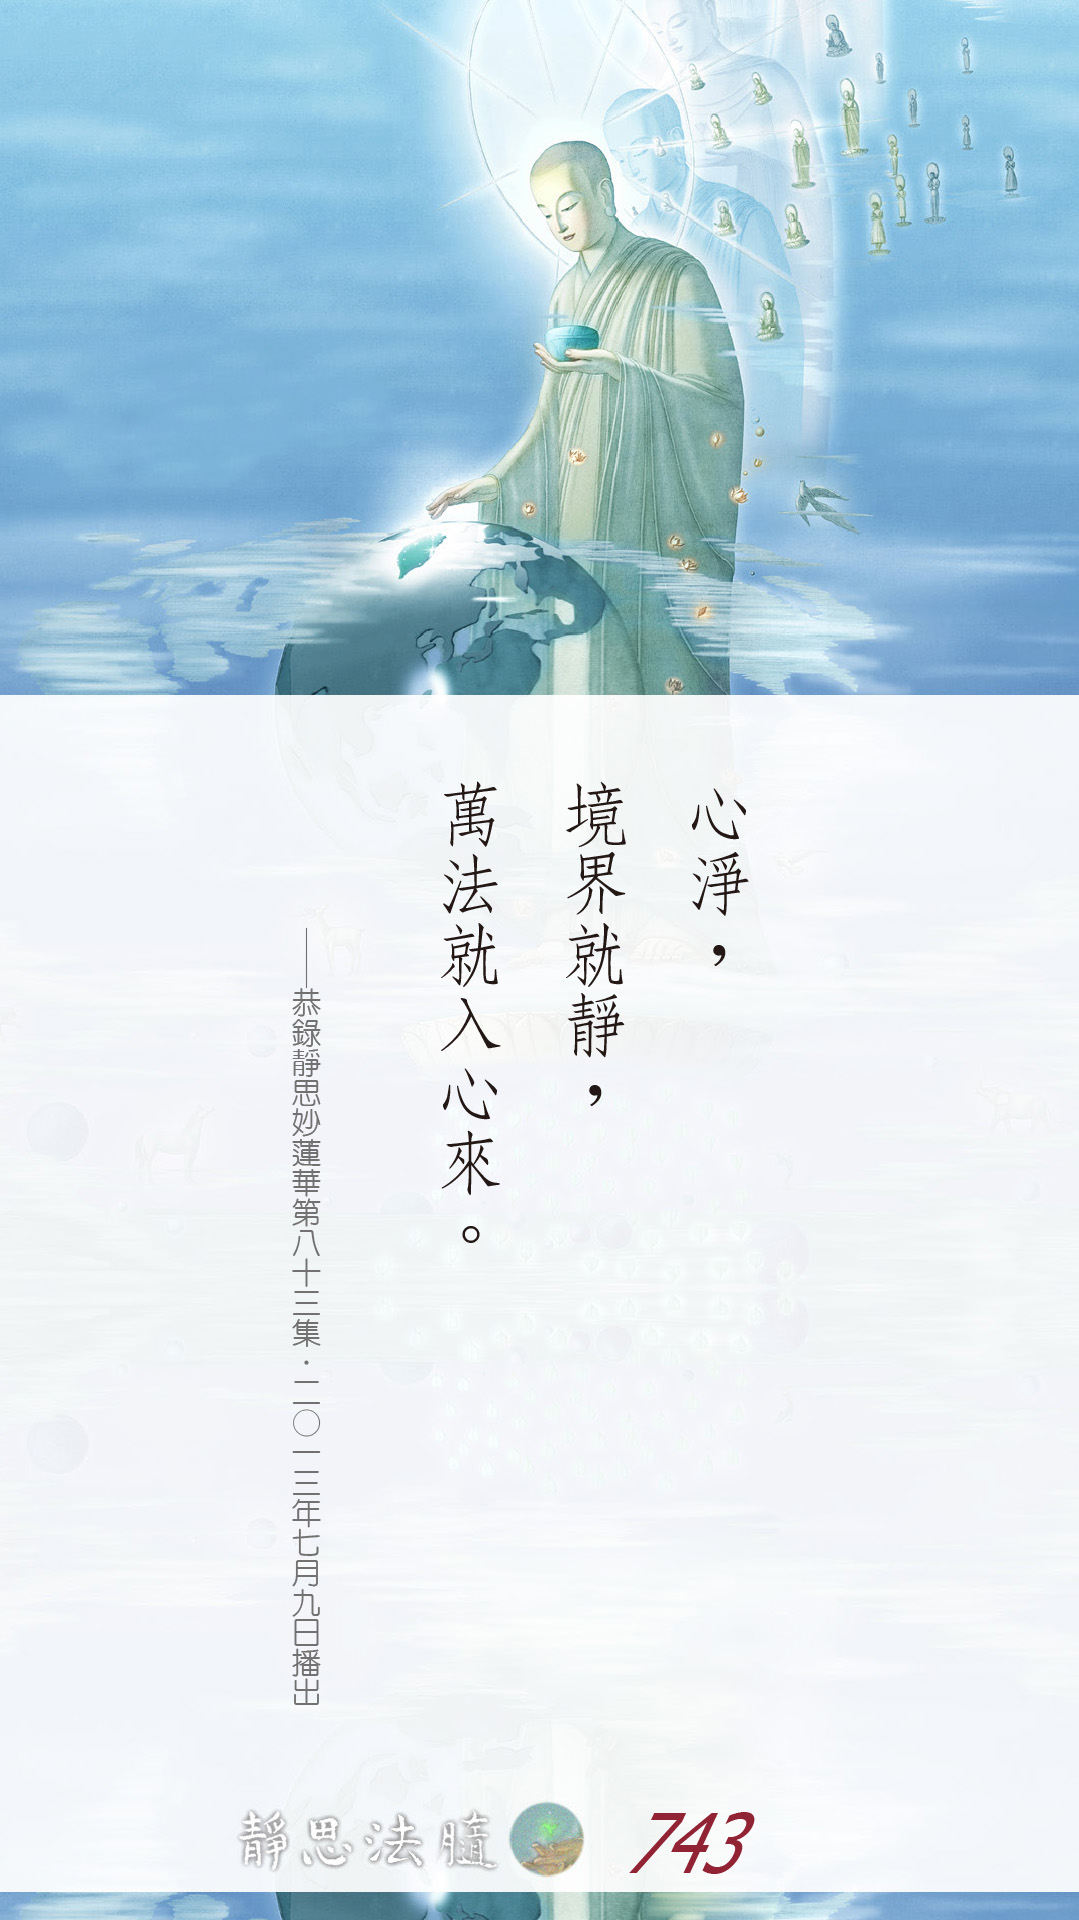 心淨，
境界就靜，
萬法就入心來。
——恭錄靜思妙蓮華第八十三集．二〇一三年七月九日播出
靜思法髓
743